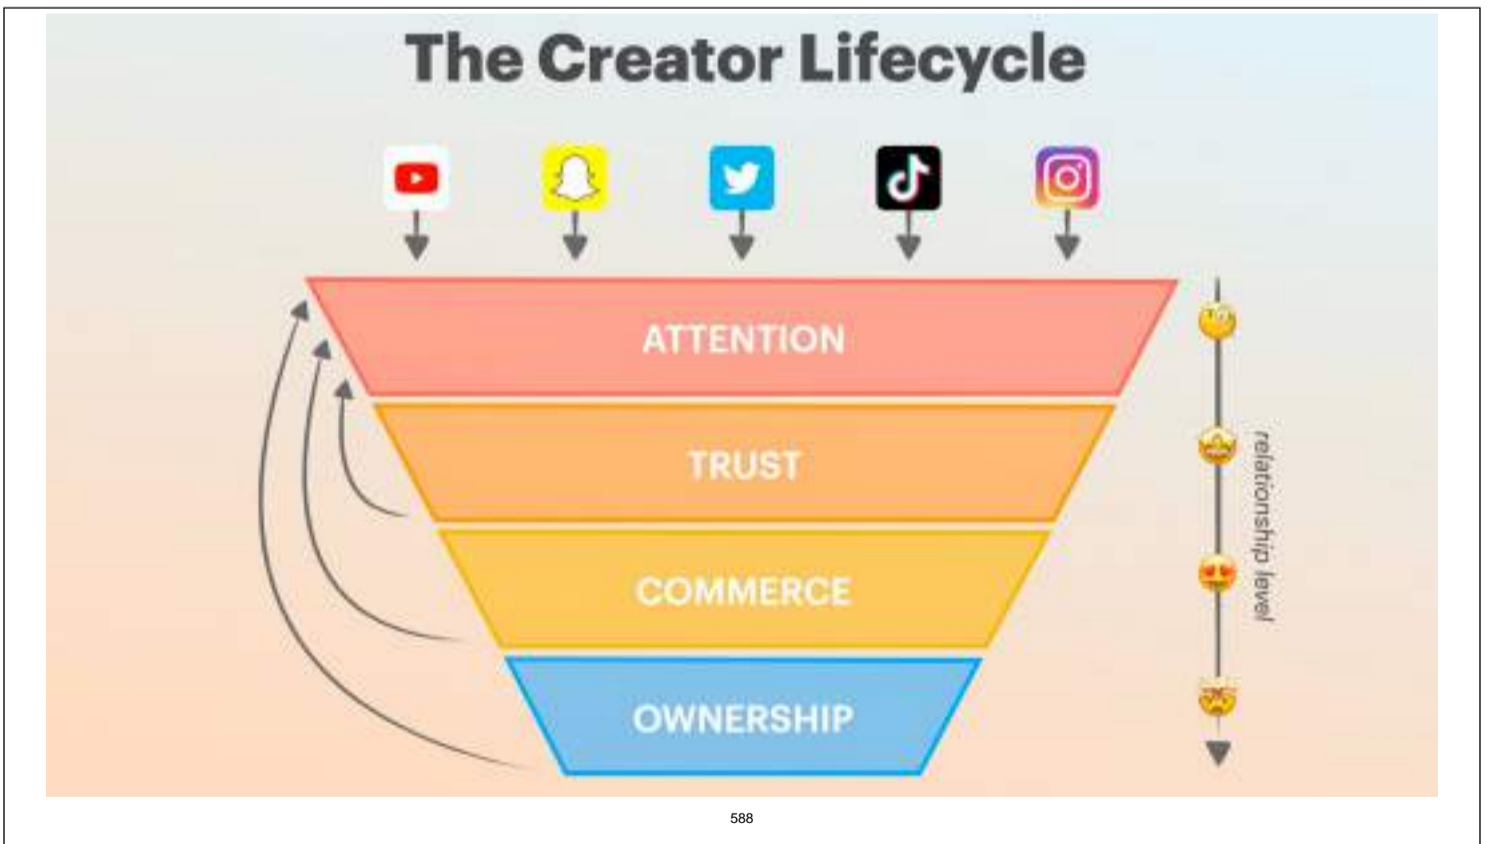 The Creator Lifecycle
ATTENTION
TRUST
COMMERCE
OWNERSHIP
relationship level
588